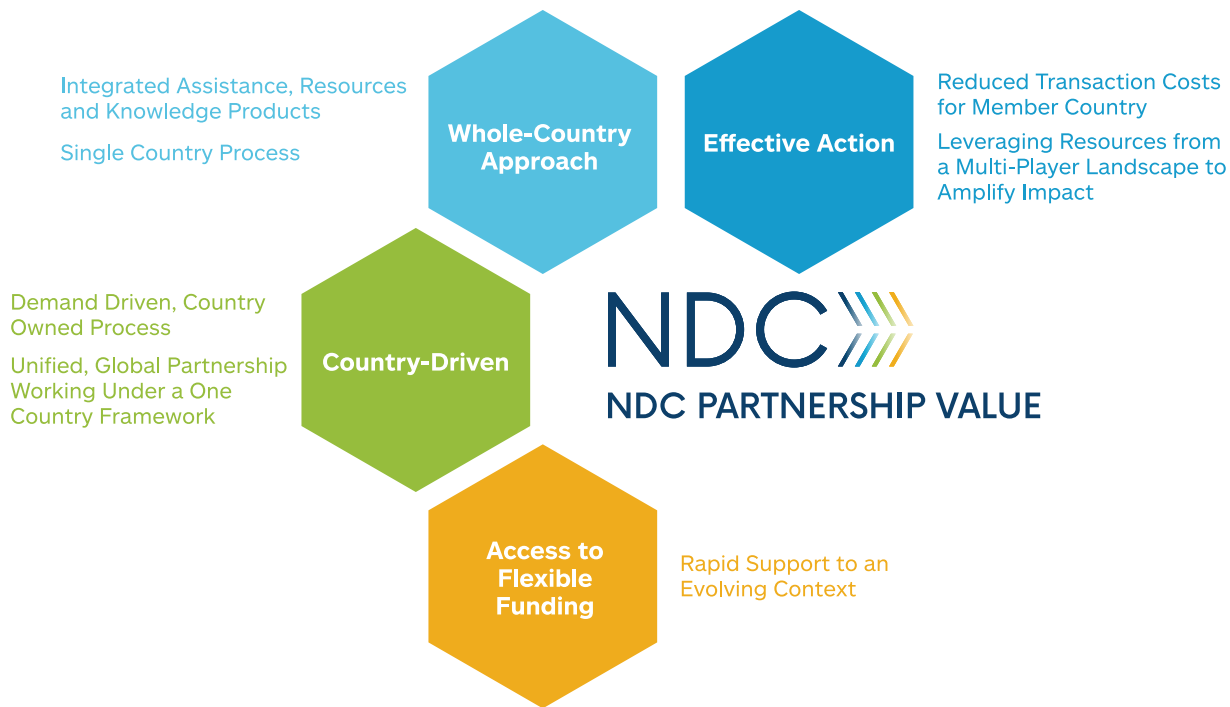 Integrated Assistance, Resources
and Knowledge Products
Single Country Process
Whole-Country
Approach
Effective Action
Reduced Transaction Costs
for Member Country
Leveraging Resources from
a Multi-Player Landscape to
Amplify Impact
Demand Driven, Country
Owned Process
Unified, Global Partnership
Working Under a One
Country Framework
Country-Driven
NDC
NDC PARTNERSHIP VALUE
Access to
Flexible
Funding
Rapid Support to an
Evolving Context